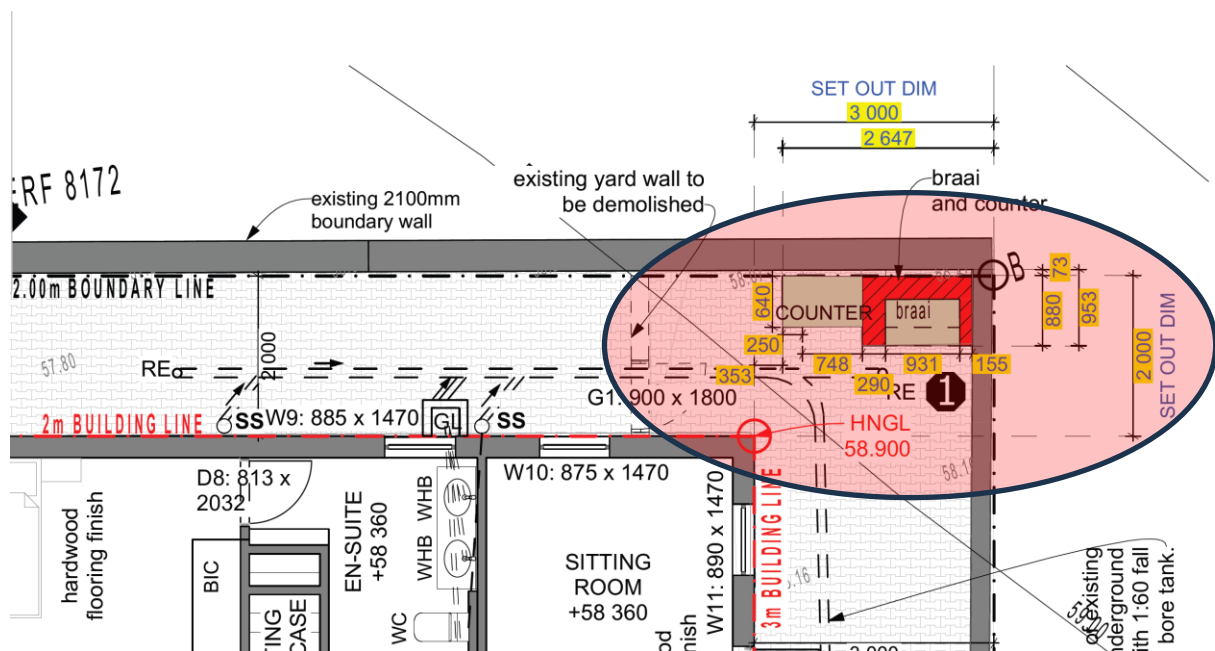 SET OUT DIM
3 000
2 647
ERF 8172
existing 2100mm
boundary wall
existing yard wall to
be demolished
braai
and counter
B
2.00m BOUNDARY LINE
57.80
2 000
RE
SS
W9: 885 x 1470
GL
SS
G1: 900 x 1800
2m BUILDING LINE
640
COUNTER
braai
250
353
748
290
931
155
73
880
953
2 000
SET OUT DIM
RE
1
HNGL
58.900
D8: 813 x
2032
W10: 875 x 1470
W11: 890 x 1470
3m BUILDING LINE
hardwood
flooring finish
BIC
EN-SUITE
+58 360
WHB
WHB
WC
SITTING
ROOM
+58 360
existing
with 1:60 fall
bore tank.